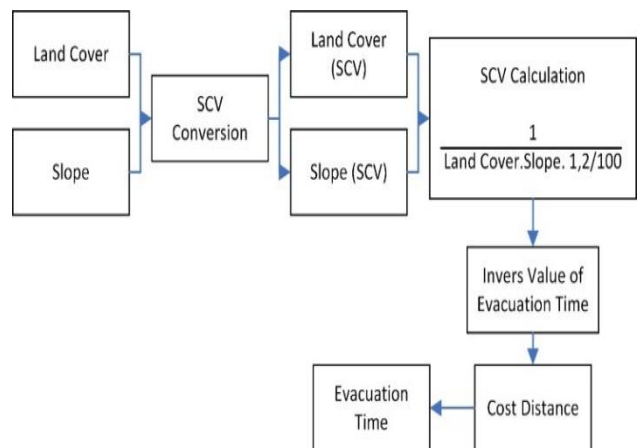 Land Cover
Slope
SCV
Conversion
Land Cover
(SCV)
Slope (SCV)
SCV Calculation
1
Land Cover.Slope. 1,2/100
Invers Value of
Evacuation Time
Cost Distance
Evacuation
Time